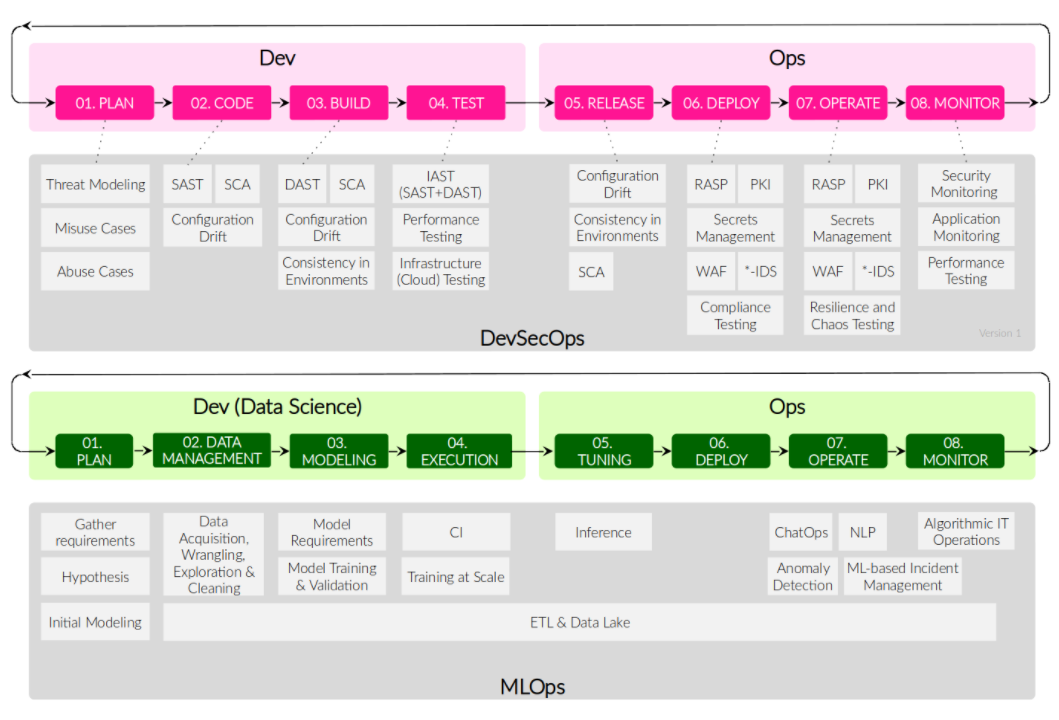 Dev
Ops
01. PLAN
02. CODE
03. BUILD
04. TEST
05. RELEASE
06. DEPLOY
07. OPERATE
08. MONITOR
Threat Modeling
Misuse Cases
Abuse Cases
SAST
SCA
Configuration
Drift
DAST
SCA
Configuration
Drift
Consistency in
Environments
IAST
(SAST+DAST)
Performance
Testing
Infrastructure
(Cloud) Testing
Configuration
Drift
Consistency in
Environments
SCA
RASP
PKI
Secrets
Management
WAF
*-IDS
Compliance
Testing
RASP
PKI
Secrets
Management
WAF
*-IDS
Resilience and
Chaos Testing
Security
Monitoring
Application
Monitoring
Performance
Testing
Version 1
DevSecOps
Dev (Data Science)
Ops
01.
PLAN
02. DATA
MANAGEMENT
03.
MODELING
04.
EXECUTION
05.
TUNING
06.
DEPLOY
07.
OPERATE
08.
MONITOR
Gather
requirements
Hypothesis
Initial Modeling
Data
Acquisition,
Wrangling,
Exploration &
Cleaning
Model
Requirements
Model Training
& Validation
CI
Training at Scale
Inference
ChatOps
NLP
Anomaly
Detection
ML-based Incident
Management
Algorithmic IT
Operations
ETL & Data Lake
MLOps